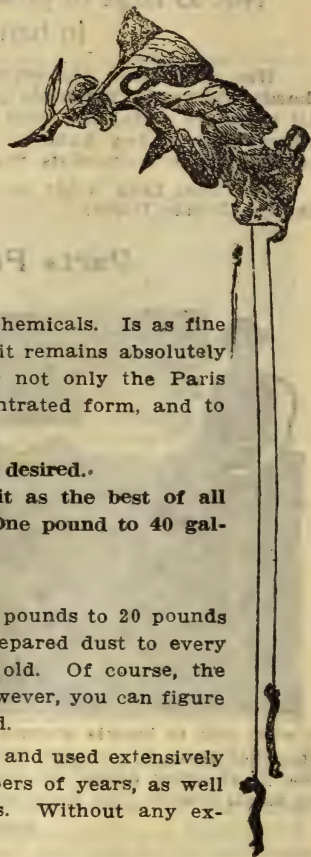 hemicals. Is as fine
it remains absolutely
not only the Paris
ntrated form, and to
desired.
it as the best of all
One pound to 40 gal-
pounds to 20 pounds
epared dust to every
old. Of course, the
owever, you can figure
d.
and used extensively
bers of years, as well
s. Without any ex-